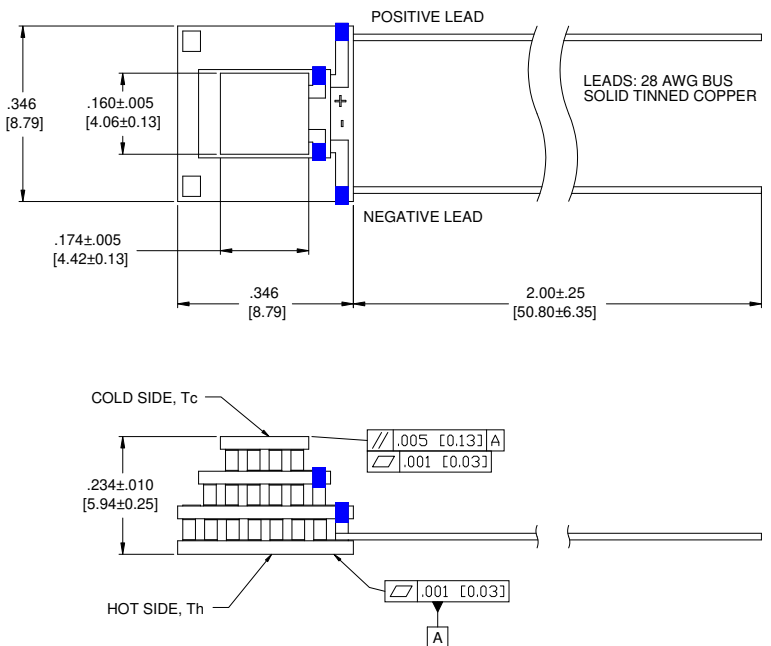 POSITIVE LEAD
LEADS: 28 AWG BUS
SOLID TINNED COPPER
.346
[8.79]
.160±.005
[4.06±0.13]
+
-
NEGATIVE LEAD
.174±.005
[4.42±0.13]
.346
[8.79]
2.00±.25
[50.80±6.35]
COLD SIDE, Tc
// .005 [0.13] A
⏥ .001 [0.03]
.234±.010
[5.94±0.25]
⏥ .001 [0.03]
HOT SIDE, Th
A